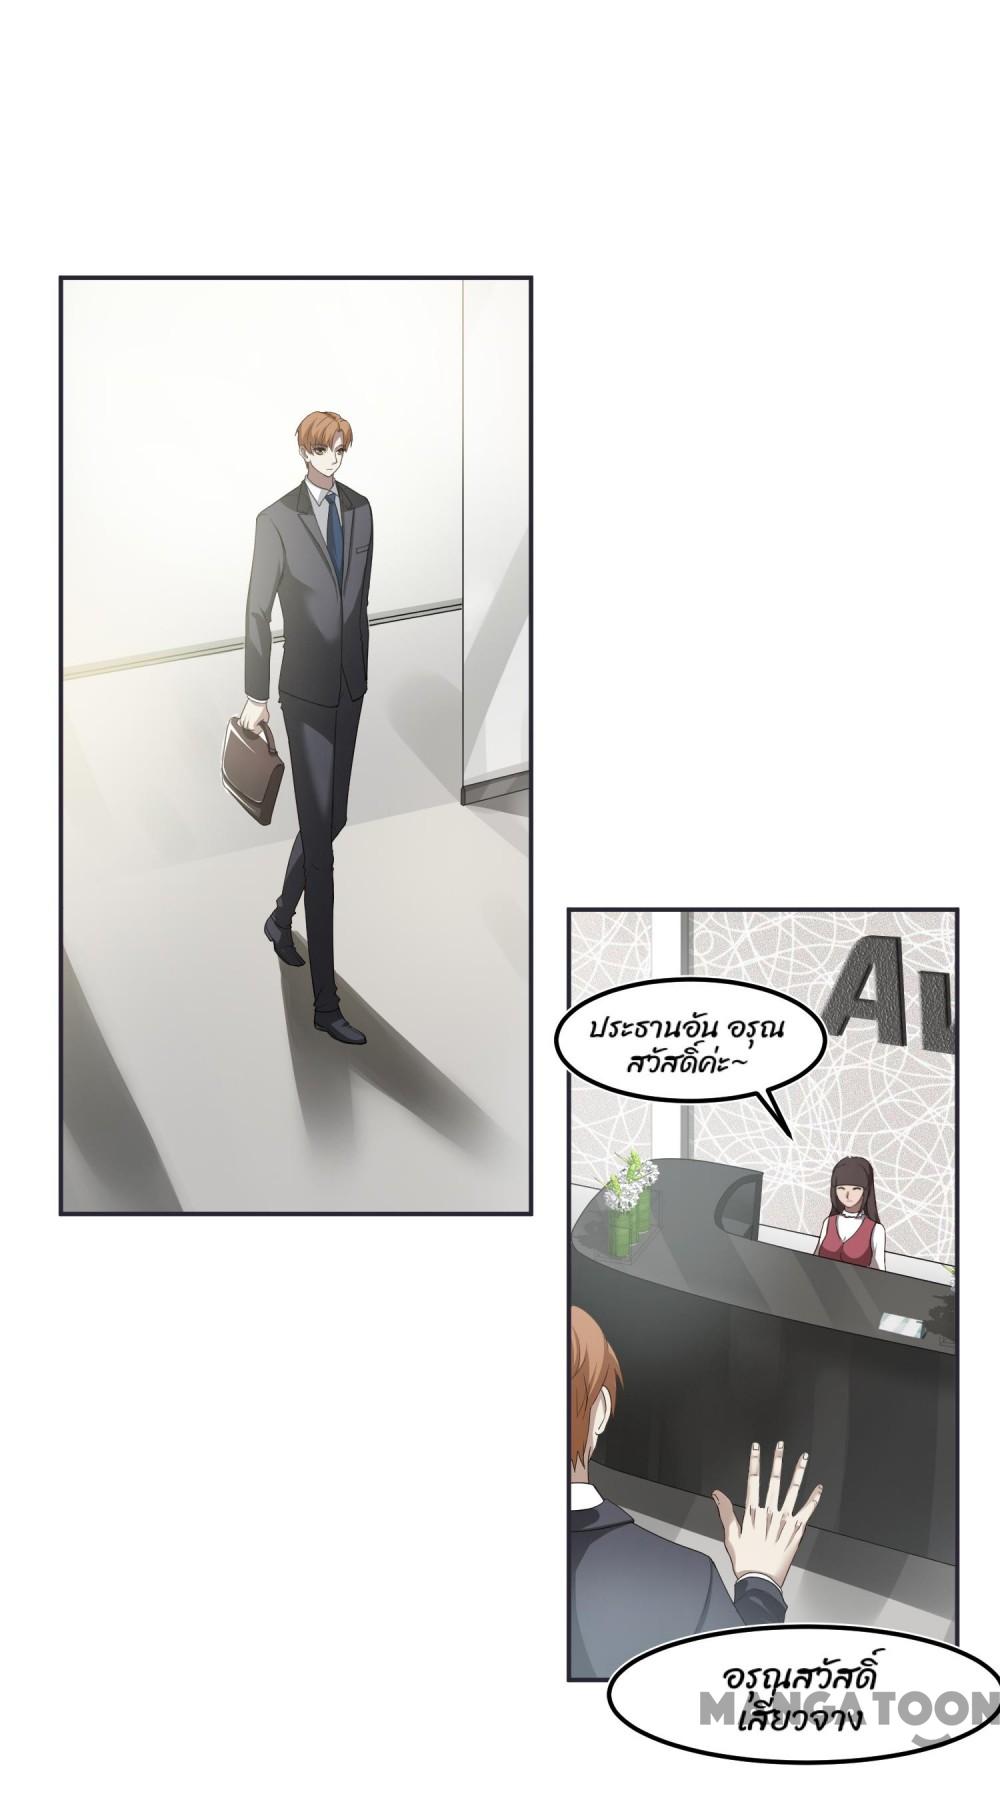 Au
ประธานอัน อรุณ
สวัสดิ์ค่ะ~
อรุณสวัสดิ์
เสี่ยวจาง
MANGATOON